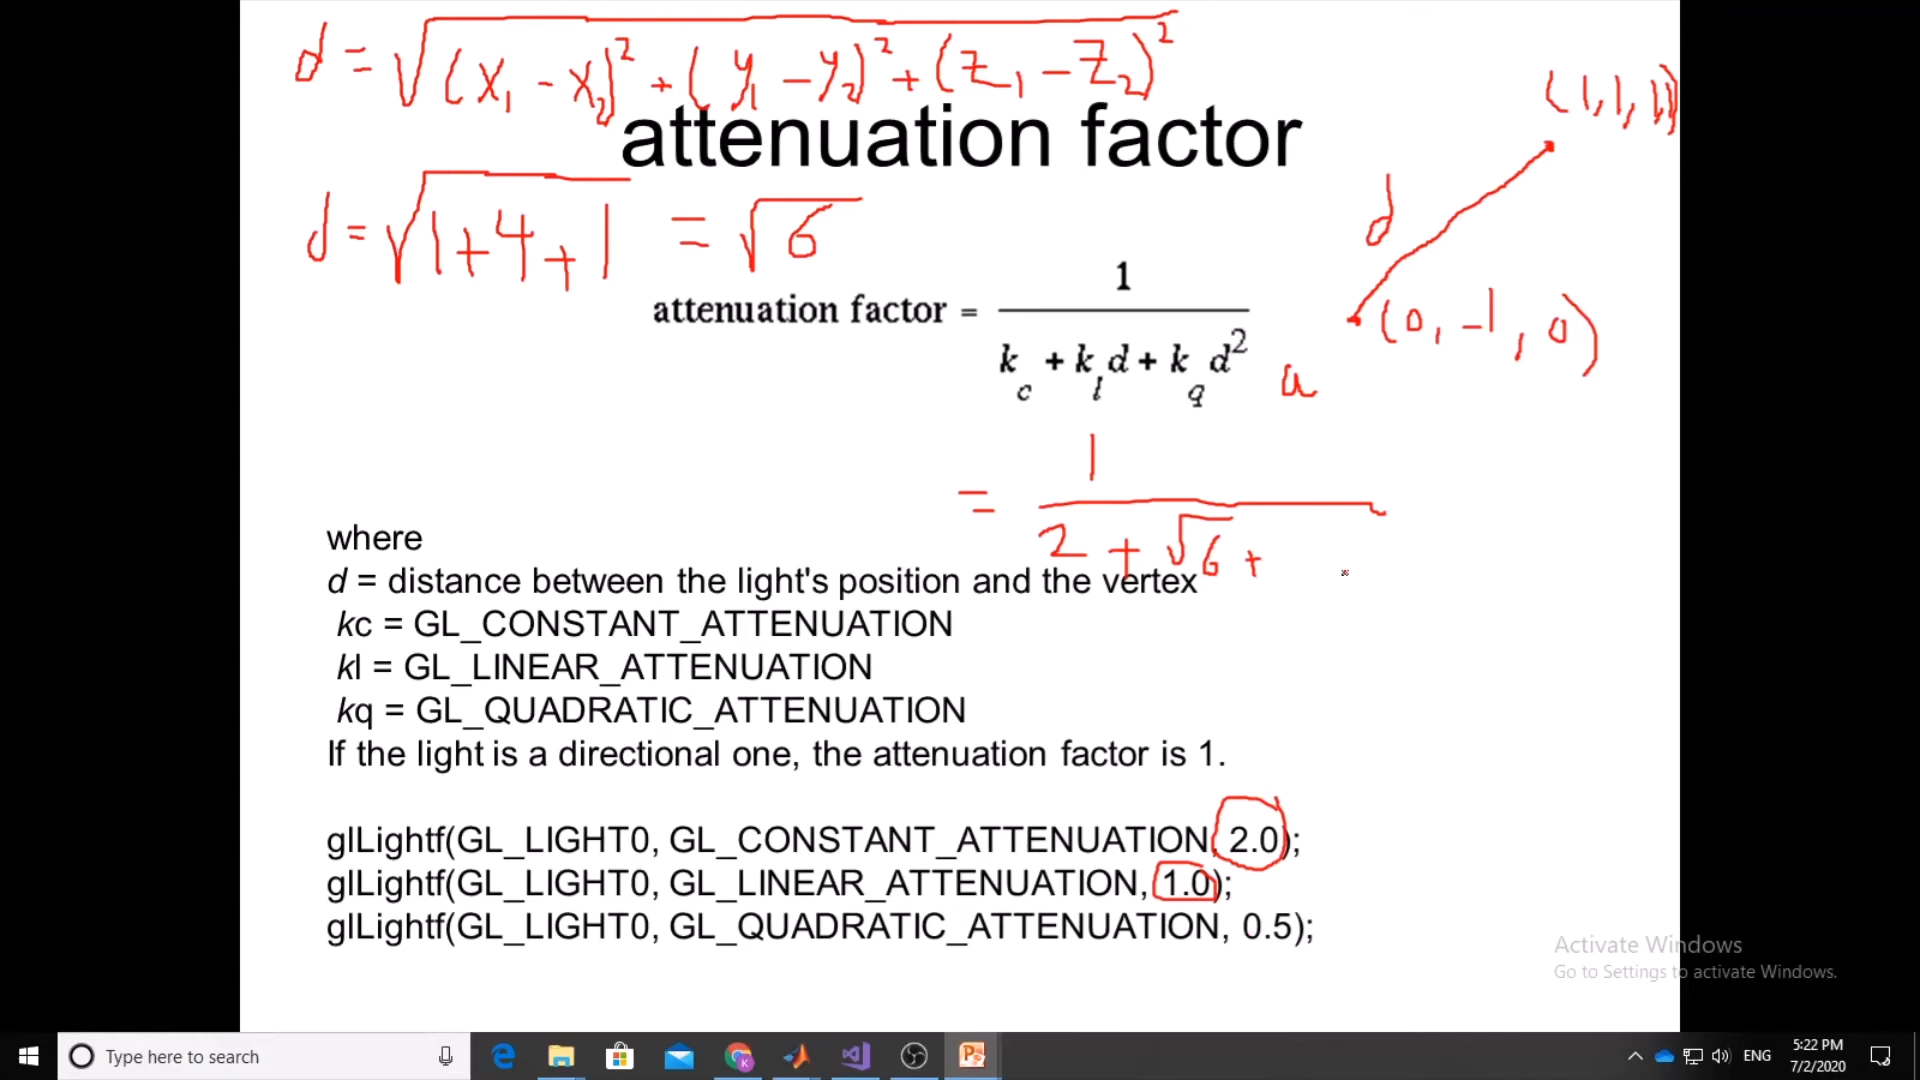 d = √(x₁ - x₂)² + (y₁ - y₂)² + (z₁ - z₂)²
(1, 1, 1)
attenuation factor
d = √1+4+1 = √6
d
(0, -1, 0)
attenuation factor = 1 / (k_c + k_l d + k_q d²)
a
= 1 / (2 + √6 +
where
d = distance between the light's position and the vertex
kc = GL_CONSTANT_ATTENUATION
kl = GL_LINEAR_ATTENUATION
kq = GL_QUADRATIC_ATTENUATION
If the light is a directional one, the attenuation factor is 1.
glLightf(GL_LIGHT0, GL_CONSTANT_ATTENUATION, 2.0);
glLightf(GL_LIGHT0, GL_LINEAR_ATTENUATION, 1.0);
glLightf(GL_LIGHT0, GL_QUADRATIC_ATTENUATION, 0.5);
Activate Windows
Go to Settings to activate Windows.
Type here to search
ENG
5:22 PM
7/2/2020